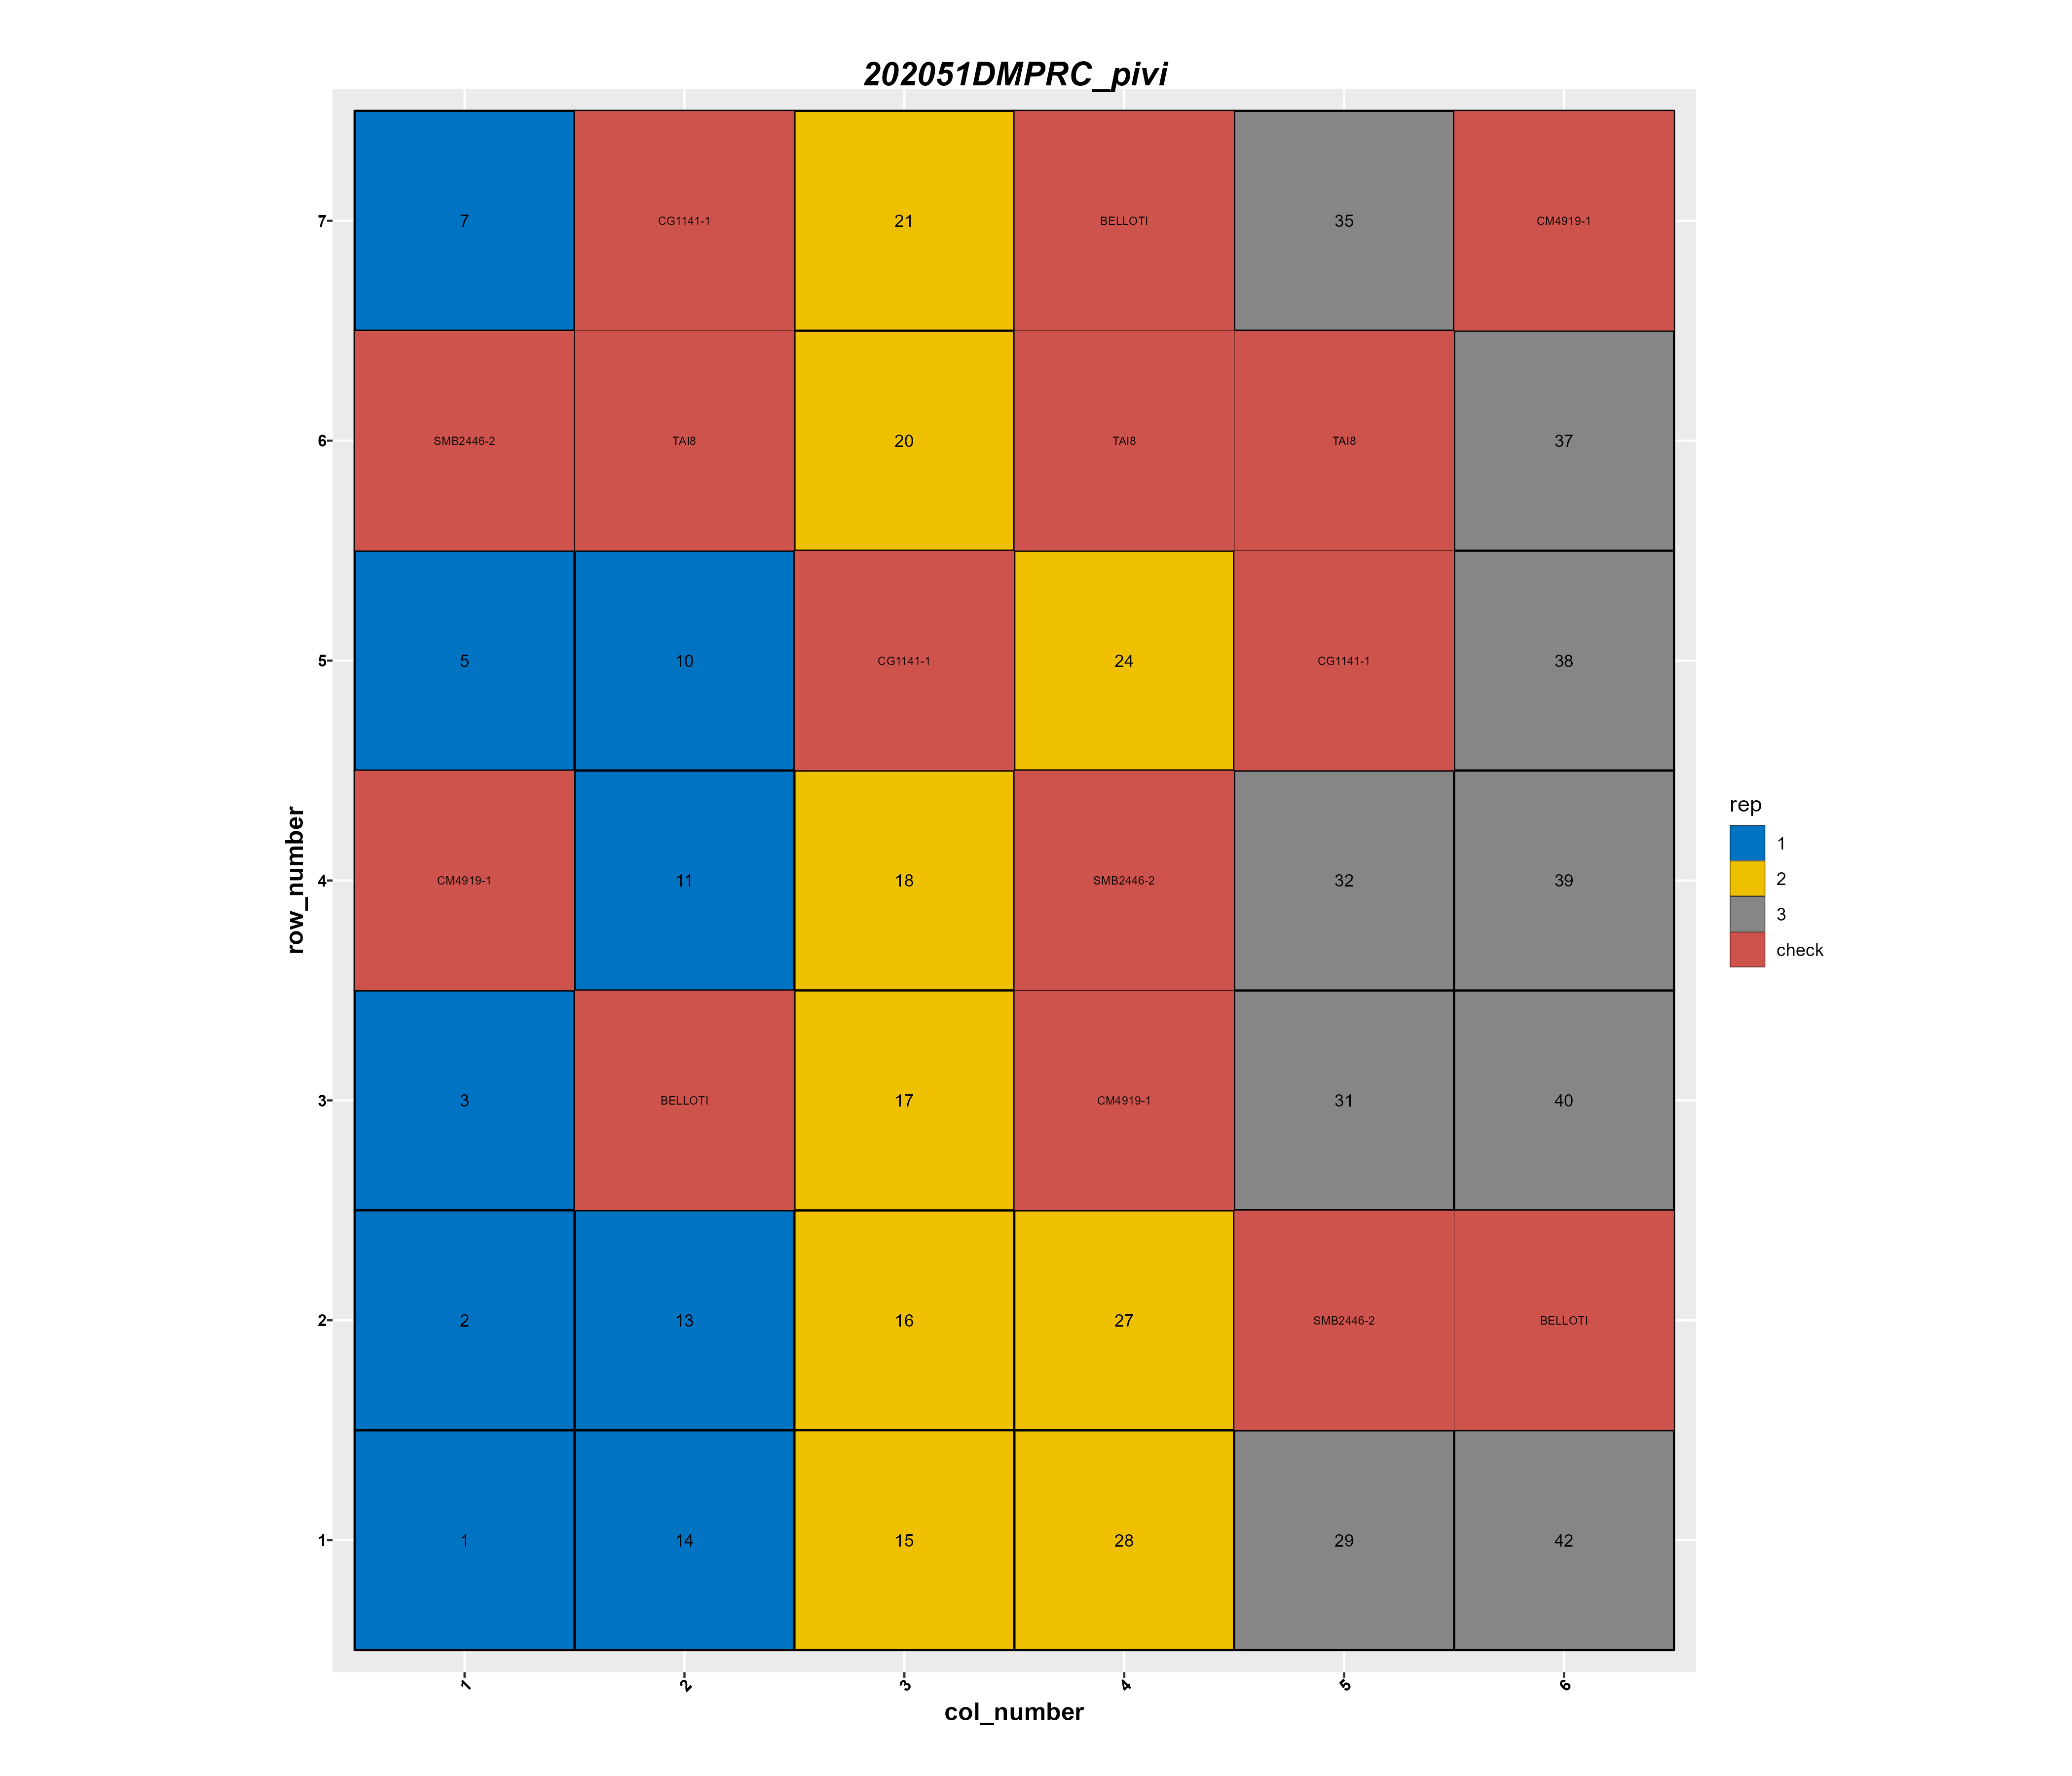 202051DMPRC_pivi
row_number
7 7 CG1141-1 21 BELLOTI 35 CM4919-1
6 SMB2446-2 TAI8 20 TAI8 TAI8 37
5 5 10 CG1141-1 24 CG1141-1 38
4 CM4919-1 11 18 SMB2446-2 32 39
3 3 BELLOTI 17 CM4919-1 31 40
2 2 13 16 27 SMB2446-2 BELLOTI
1 1 14 15 28 29 42
1 2 3 4 5 6
col_number
rep
1
2
3
check